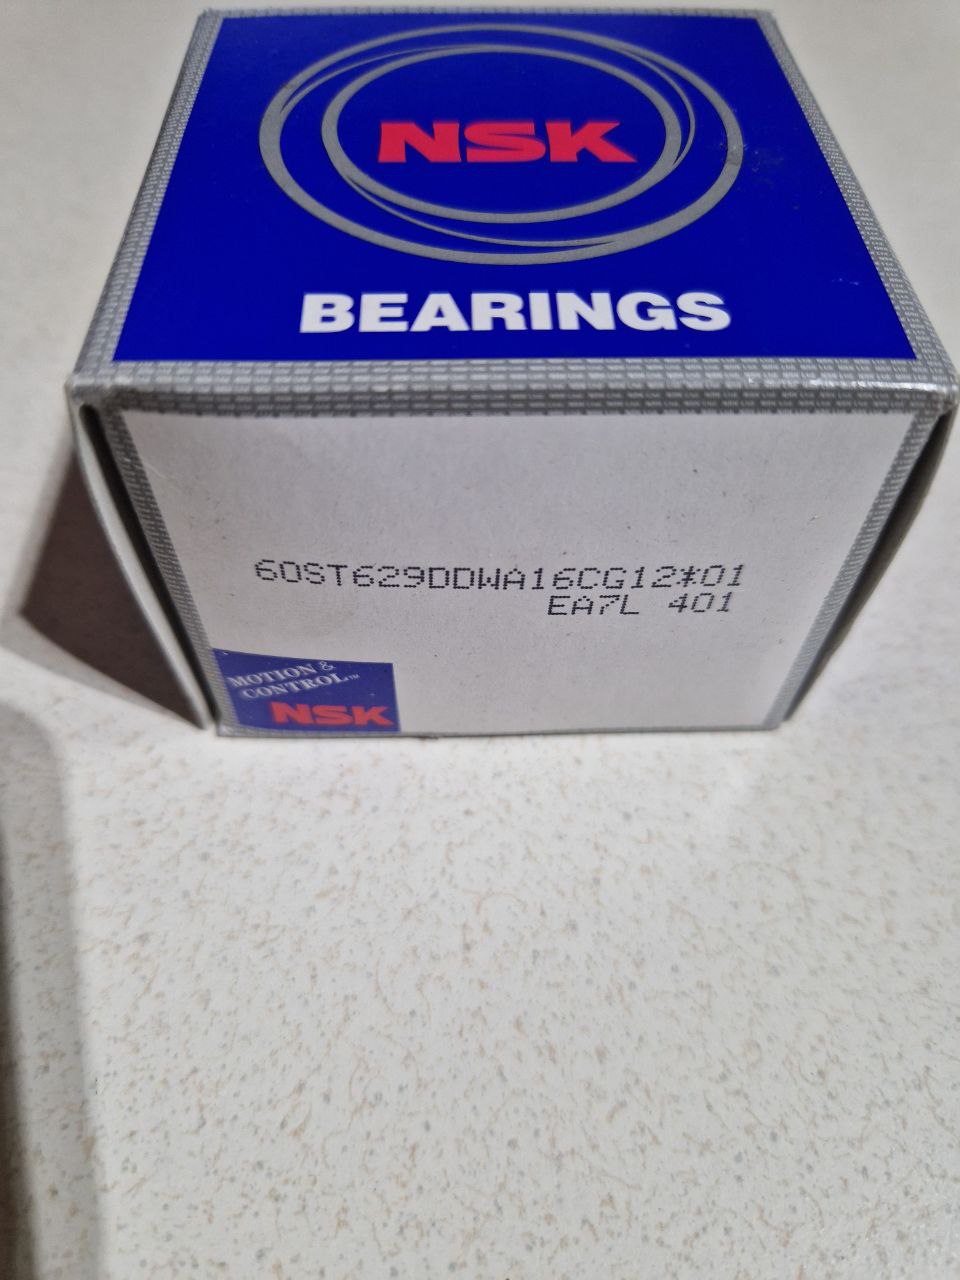 NSK
BEARINGS
60ST629DDWA16CG12*01
EA7L 401
MOTION &
CONTROL™
NSK